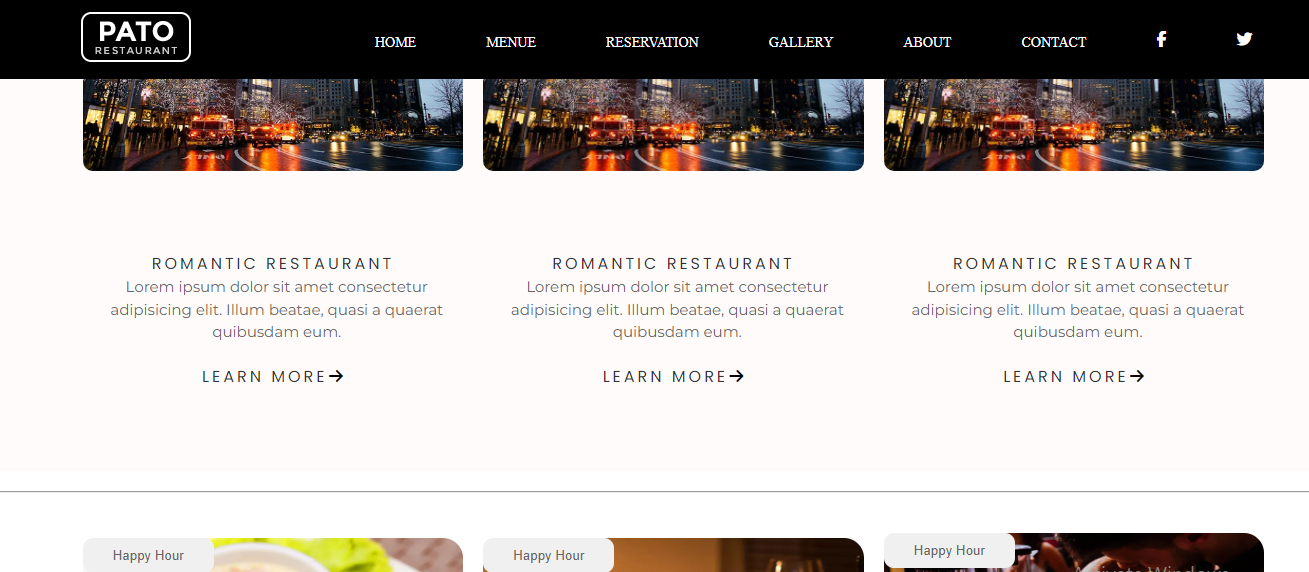 PATO
RESTAURANT
HOME MENUE RESERVATION GALLERY ABOUT CONTACT
ROMANTIC RESTAURANT
Lorem ipsum dolor sit amet consectetur
adipisicing elit. Illum beatae, quasi a quaerat
quibusdam eum.
LEARN MORE
ROMANTIC RESTAURANT
Lorem ipsum dolor sit amet consectetur
adipisicing elit. Illum beatae, quasi a quaerat
quibusdam eum.
LEARN MORE
ROMANTIC RESTAURANT
Lorem ipsum dolor sit amet consectetur
adipisicing elit. Illum beatae, quasi a quaerat
quibusdam eum.
LEARN MORE
Happy Hour
Happy Hour
Happy Hour
Activate Windows